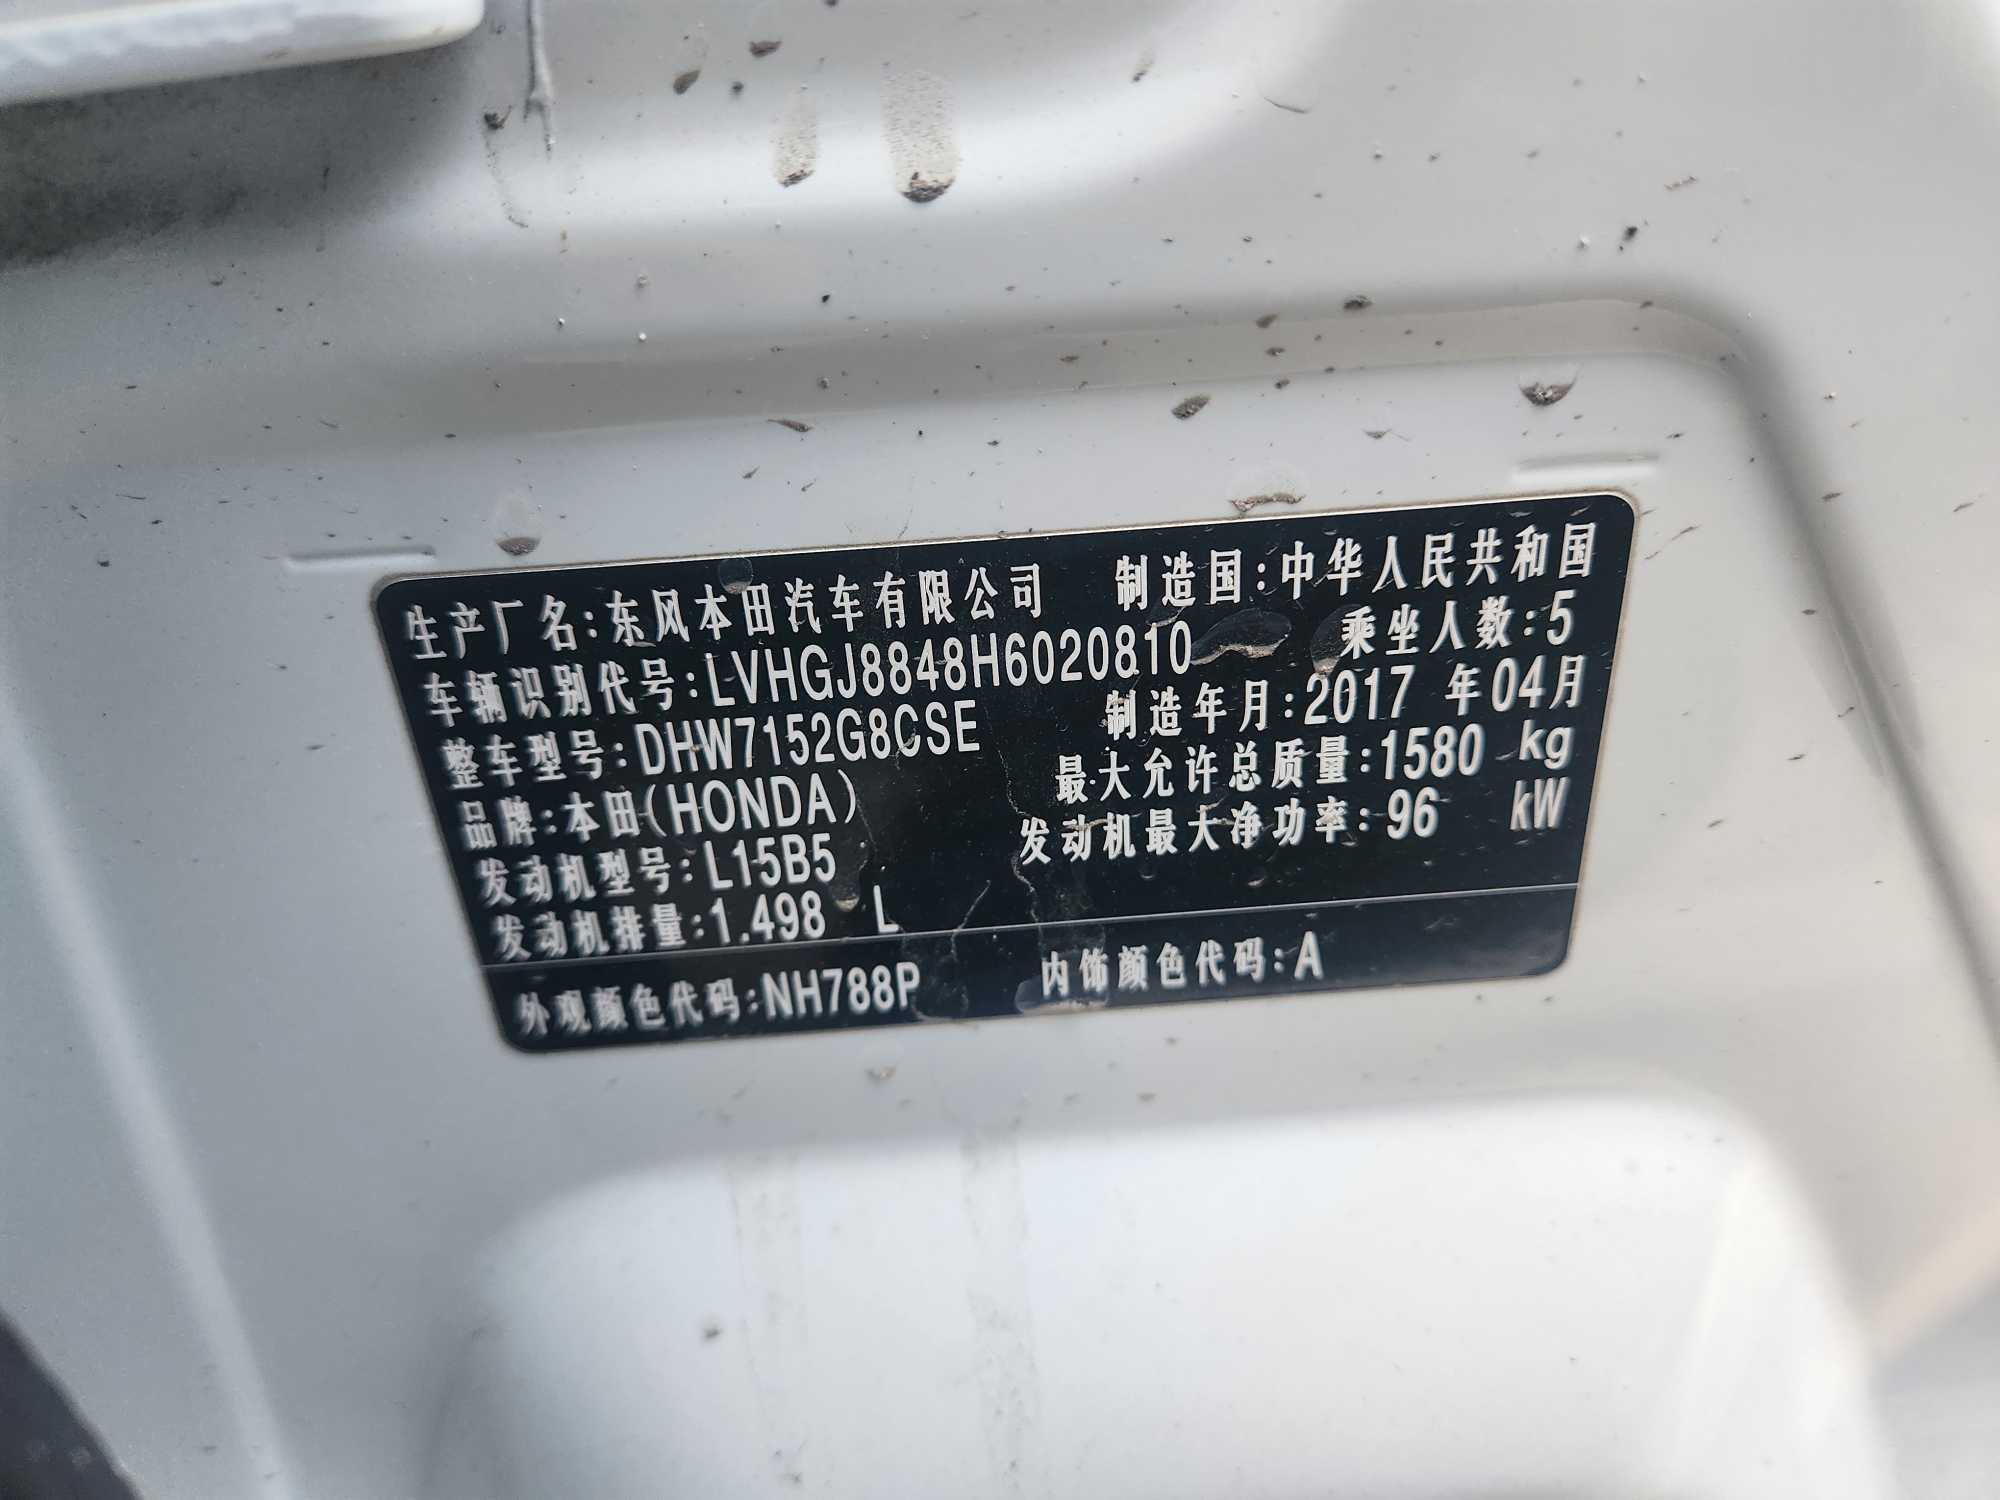 生产厂名:东风本田汽车有限公司 制造国:中华人民共和国
车辆识别代号:LVHGJ8848H6020810 乘坐人数:5
整车型号:DHW7152G8CSE 制造年月:2017 年04月
品牌:本田(HONDA) 最大允许总质量:1580 kg
发动机型号:L15B5 发动机最大净功率:96 kW
发动机排量:1.498 L
外观颜色代码:NH788P 内饰颜色代码:A